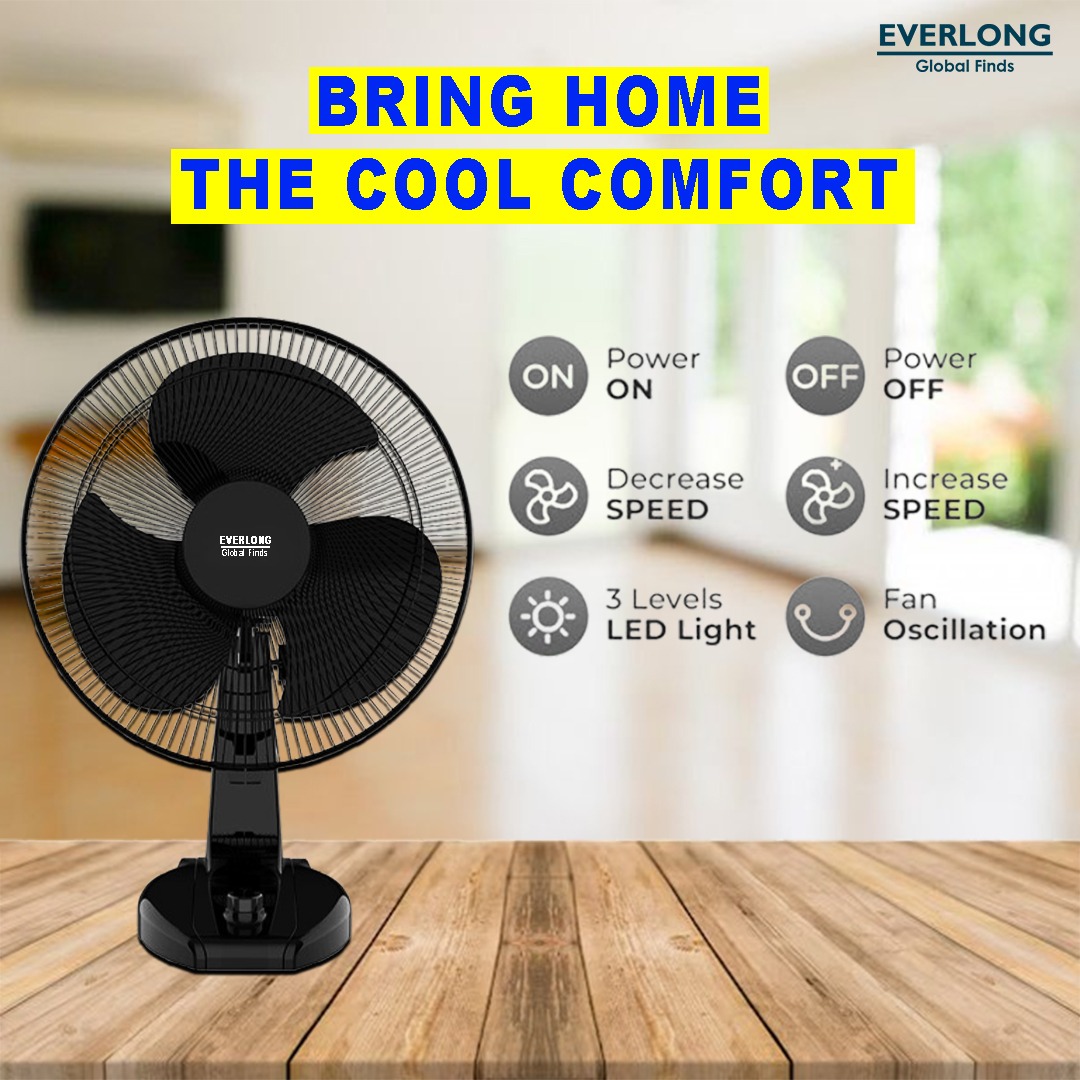 EVERLONG
Global Finds
BRING HOME
THE COOL COMFORT
ON
Power
ON
OFF
Power
OFF
Decrease
SPEED
Increase
SPEED
3 Levels
LED Light
Fan
Oscillation
EVERLONG
Global Finds